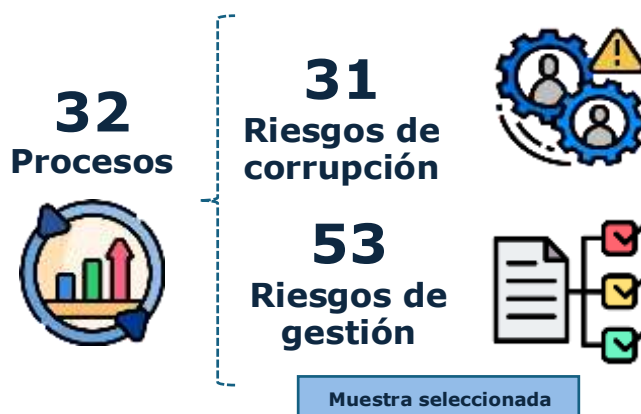 32
Procesos
31
Riesgos de
corrupción
53
Riesgos de
gestión
Muestra seleccionada